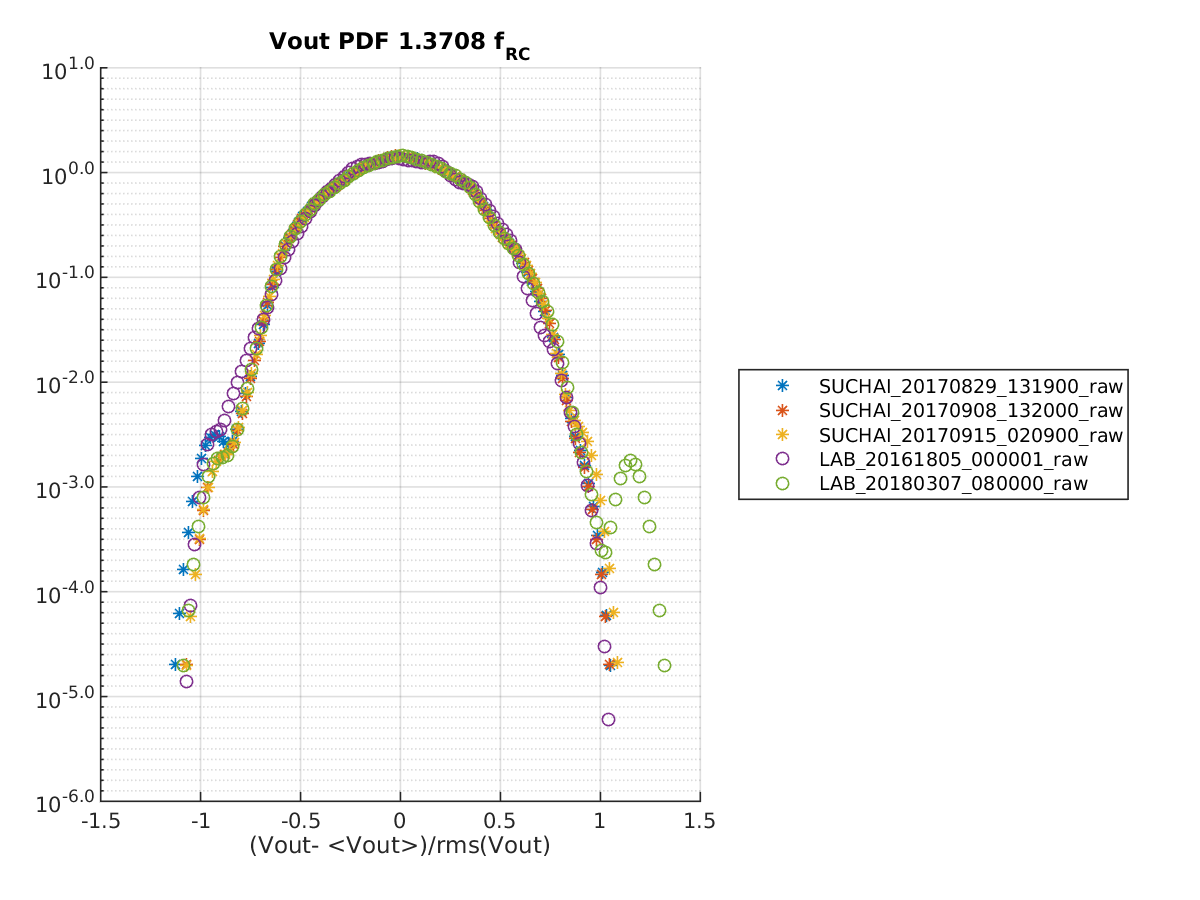 Vout PDF 1.3708 f_RC
10^1.0
10^0.0
10^-1.0
10^-2.0
10^-3.0
10^-4.0
10^-5.0
10^-6.0
-1.5 -1 -0.5 0 0.5 1 1.5
(Vout- <Vout>)/rms(Vout)
SUCHAI_20170829_131900_raw
SUCHAI_20170908_132000_raw
SUCHAI_20170915_020900_raw
LAB_20161805_000001_raw
LAB_20180307_080000_raw